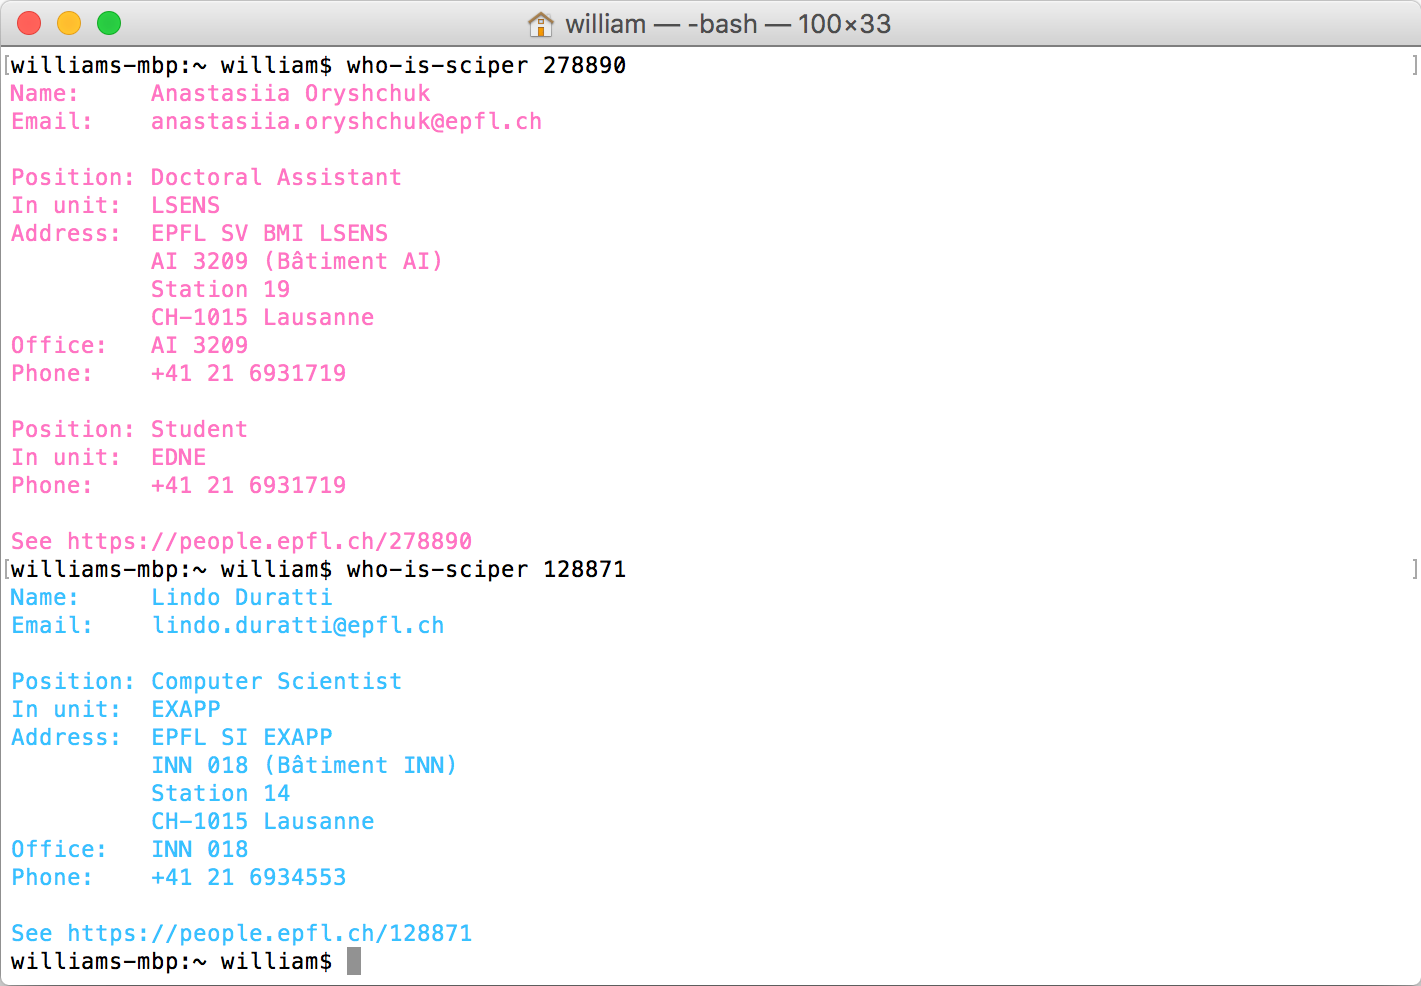 william — -bash — 100×33
[williams-mbp:~ william$ who-is-sciper 278890 ]
Name:     Anastasiia Oryshchuk
Email:    anastasiia.oryshchuk@epfl.ch
Position: Doctoral Assistant
In unit:  LSENS
Address:  EPFL SV BMI LSENS
AI 3209 (Bâtiment AI)
Station 19
CH-1015 Lausanne
Office:   AI 3209
Phone:    +41 21 6931719
Position: Student
In unit:  EDNE
Phone:    +41 21 6931719
See https://people.epfl.ch/278890
[williams-mbp:~ william$ who-is-sciper 128871 ]
Name:     Lindo Duratti
Email:    lindo.duratti@epfl.ch
Position: Computer Scientist
In unit:  EXAPP
Address:  EPFL SI EXAPP
INN 018 (Bâtiment INN)
Station 14
CH-1015 Lausanne
Office:   INN 018
Phone:    +41 21 6934553
See https://people.epfl.ch/128871
williams-mbp:~ william$